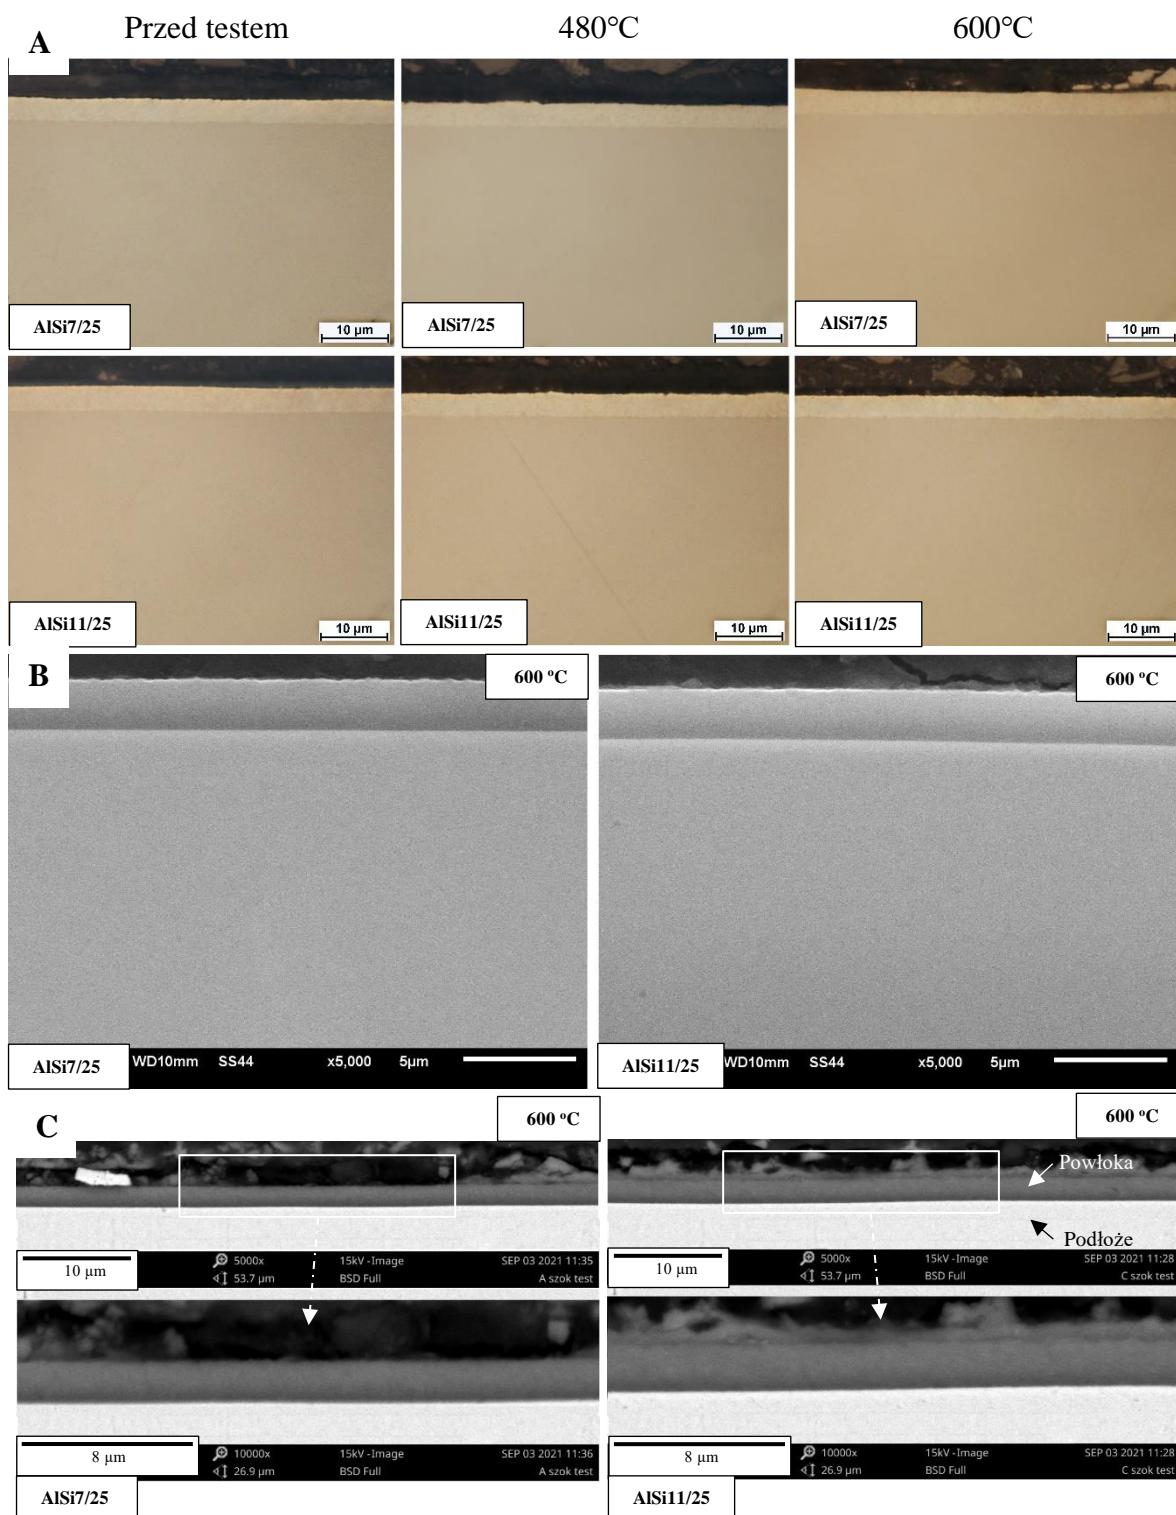 A
Przed testem
480°C
600°C
AlSi7/25
10 µm
AlSi7/25
10 µm
AlSi7/25
10 µm
AlSi11/25
10 µm
AlSi11/25
10 µm
AlSi11/25
10 µm
B
600 ºC
600 ºC
AlSi7/25
WD10mm SS44 x5,000 5µm
AlSi11/25
WD10mm SS44 x5,000 5µm
C
600 ºC
600 ºC
Powłoka
Podłoże
10 µm
5000x 15kV -Image SEP 03 2021 11:35
53.7 µm BSD Full A szok test
10 µm
5000x 15kV -Image SEP 03 2021 11:28
53.7 µm BSD Full C szok test
8 µm
10000x 15kV -Image SEP 03 2021 11:36
26.9 µm BSD Full A szok test
8 µm
10000x 15kV -Image SEP 03 2021 11:28
26.9 µm BSD Full C szok test
AlSi7/25
AlSi11/25